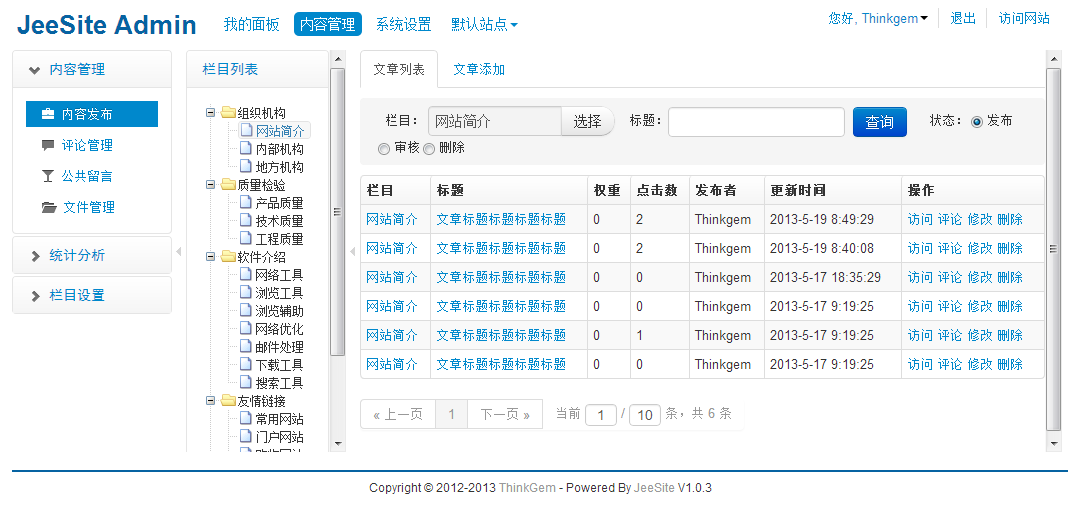 JeeSite Admin 我的面板 内容管理 系统设置 默认站点 您好, Thinkgem 退出 访问网站
内容管理
内容发布
评论管理
公共留言
文件管理
统计分析
栏目设置
栏目列表
组织机构
网站简介
内部机构
地方机构
质量检验
产品质量
技术质量
工程质量
软件介绍
网络工具
浏览工具
浏览辅助
网络优化
邮件处理
下载工具
搜索工具
友情链接
常用网站
门户网站
文章列表 文章添加
栏目： 网站简介 选择 标题： 查询 状态： 发布
审核 删除
栏目 标题 权重 点击数 发布者 更新时间 操作
网站简介 文章标题标题标题标题 0 2 Thinkgem 2013-5-19 8:49:29 访问 评论 修改 删除
网站简介 文章标题标题标题标题 0 2 Thinkgem 2013-5-19 8:40:08 访问 评论 修改 删除
网站简介 文章标题标题标题标题 0 0 Thinkgem 2013-5-17 18:35:29 访问 评论 修改 删除
网站简介 文章标题标题标题标题 0 0 Thinkgem 2013-5-17 9:19:25 访问 评论 修改 删除
网站简介 文章标题标题标题标题 0 1 Thinkgem 2013-5-17 9:19:25 访问 评论 修改 删除
网站简介 文章标题标题标题标题 0 0 Thinkgem 2013-5-17 9:19:25 访问 评论 修改 删除
« 上一页 1 下一页 » 当前 1 / 10 条，共 6 条
Copyright © 2012-2013 ThinkGem - Powered By JeeSite V1.0.3